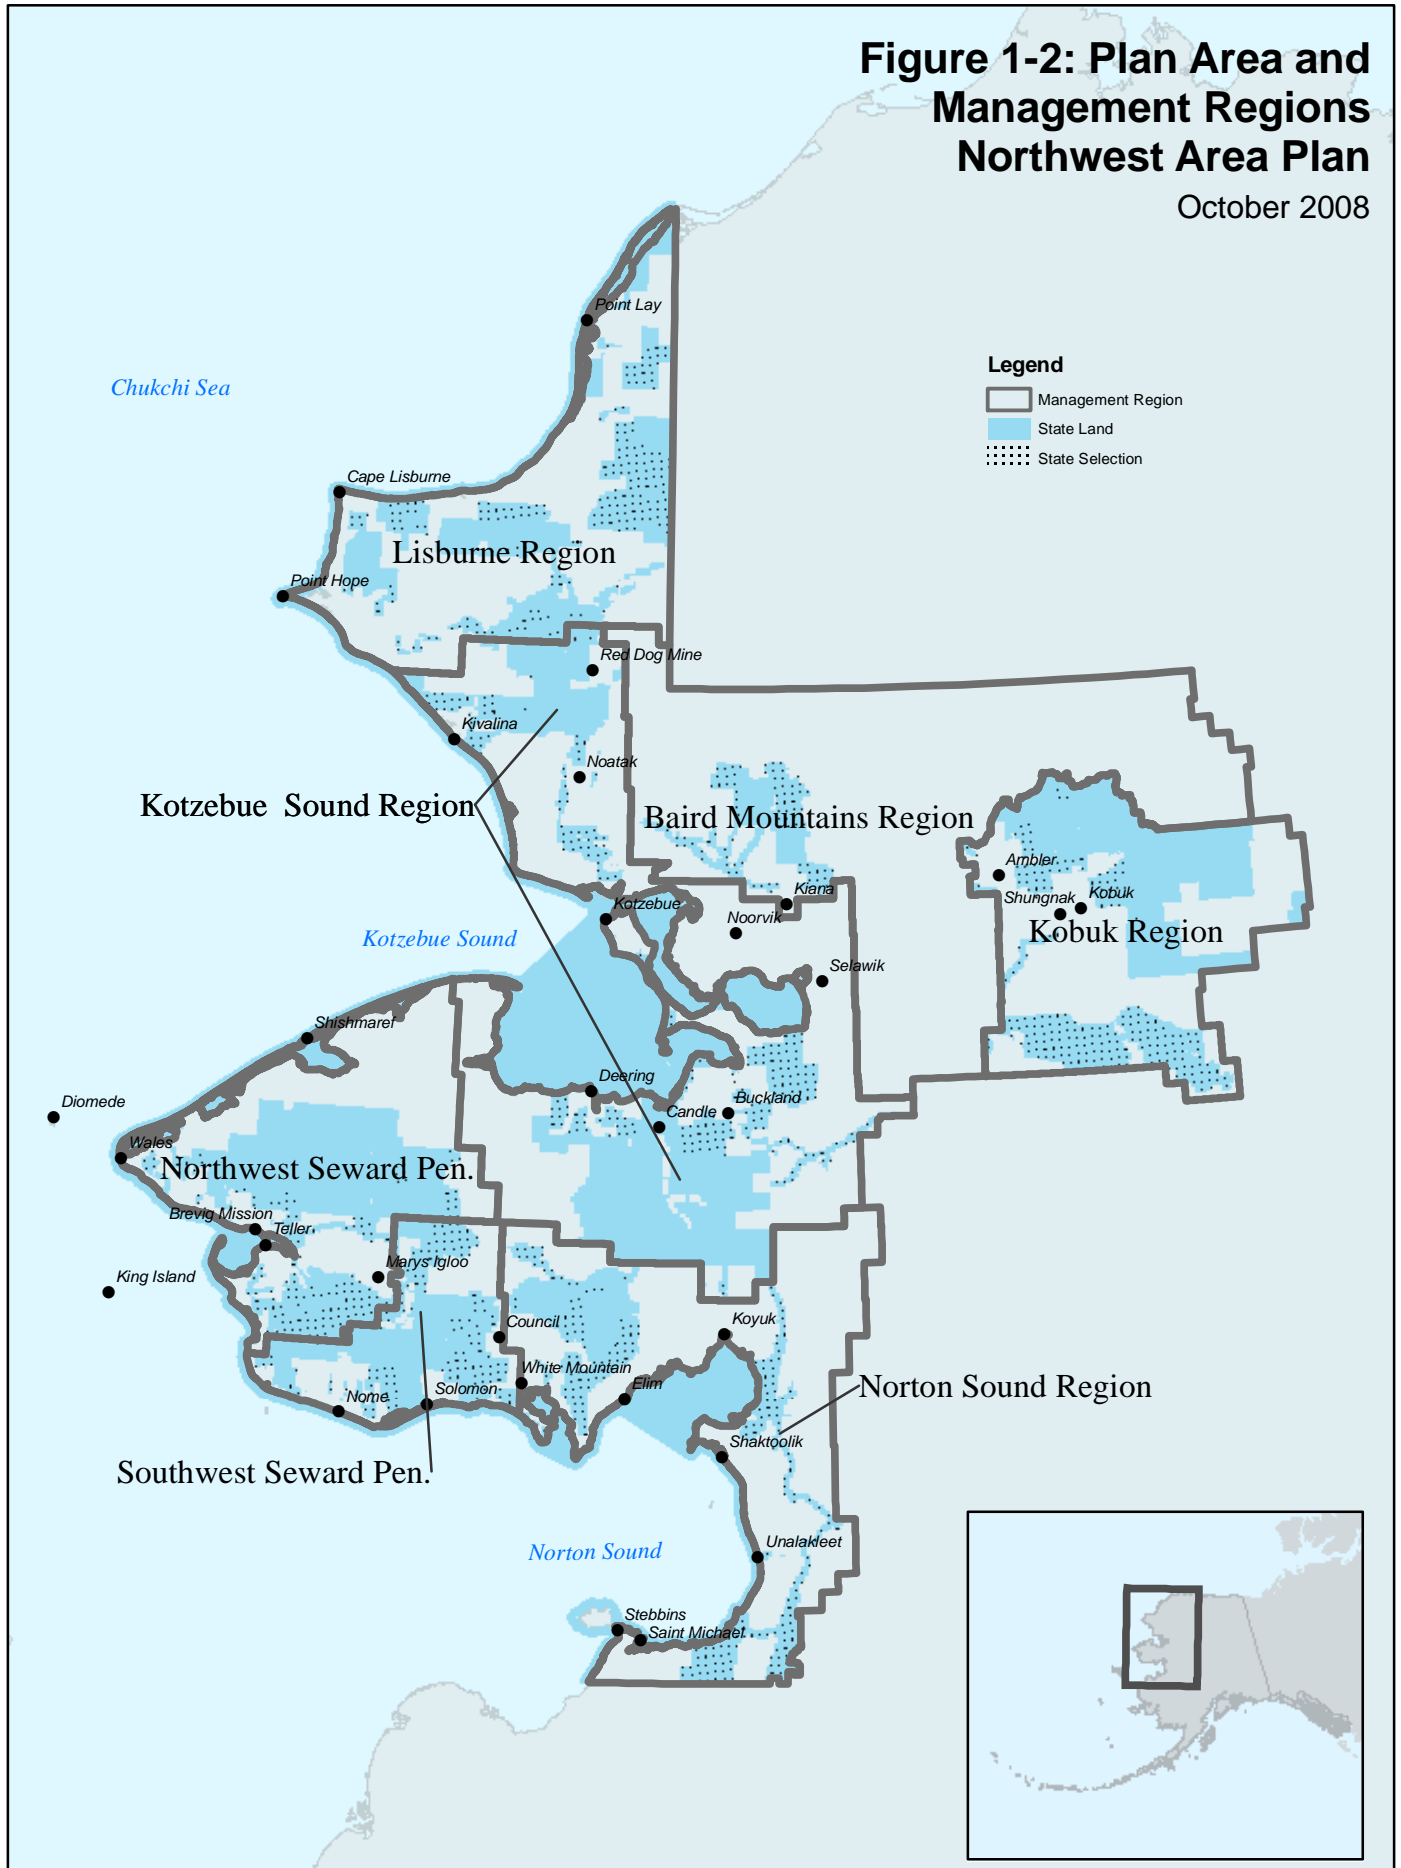 Figure 1-2: Plan Area and
Management Regions
Northwest Area Plan
October 2008
Point Lay
Legend
Management Region
State Land
State Selection
Chukchi Sea
Cape Lisburne
Lisburne Region
Point Hope
Red Dog Mine
Kivalina
Noatak
Kotzebue Sound Region
Baird Mountains Region
Ambler
Kiana
Shungnak
Kobuk
Kotzebue
Noorvik
Kobuk Region
Kotzebue Sound
Selawik
Shishmaref
Deering
Diomede
Candle
Buckland
Wales
Northwest Seward Pen.
Brevig Mission
Teller
Marys Igloo
King Island
Council
Koyuk
White Mountain
Elim
Norton Sound Region
Nome
Solomon
Shaktoolik
Southwest Seward Pen.
Unalakleet
Norton Sound
Stebbins
Saint Michael